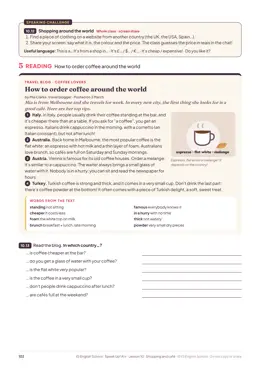 SPEAKING CHALLENGE
Shopping around the world
1. Find a piece of clothing on a website from another country (the UK, the USA, Spain...).
2. Share your screen: say what it is, the colour and the price. The class guesses the price in each chat!
Useful language: This is a... It's from a shop in...
5 READING How to order coffee around the world
TRAVEL BLOG · COFFEE LOVERS
How to order coffee around the world
Mia is from Melbourne and she travels for work. In every new city, the first thing she looks for is a
good café. Here are her top tips.
1 Italy. In Italy, people usually drink their coffee standing at the bar, and
it's cheaper than at a table. If you ask for "a coffee", you get an
espresso. Italians drink cappuccino in the morning, with a cornetto (an
Italian croissant), but not after lunch!
2 Australia. Back home in Melbourne, the most popular coffee is the
flat white: an espresso with hot milk and a thin layer of foam. Australians
love brunch, so cafés are full on Saturday and Sunday mornings.
3 Austria. Vienna is famous for its old coffee houses. Order a melange:
it's similar to a cappuccino. The waiter always brings a small glass of
water with it. Nobody is in a hurry: you can sit and read the newspaper for
hours.
4 Turkey. Turkish coffee is strong and thick, and it comes in a very small cup. Don't drink the last part:
there's coffee powder at the bottom! It often comes with a piece of Turkish delight, a soft, sweet treat.
espresso · flat white · melange
WORDS FROM THE TEXT
standing not sitting
cheaper it costs less
foam the white top on milk
brunch breakfast + lunch, late morning
famous everybody knows it
in a hurry with no time
thick not watery
powder very small dry pieces
Read the blog. In which country...?
...is coffee cheaper at the bar?
...do you get a glass of water with your coffee?
...is the flat white very popular?
...is the coffee in a very small cup?
...don't people drink cappuccino after lunch?
...are cafés full at the weekend?